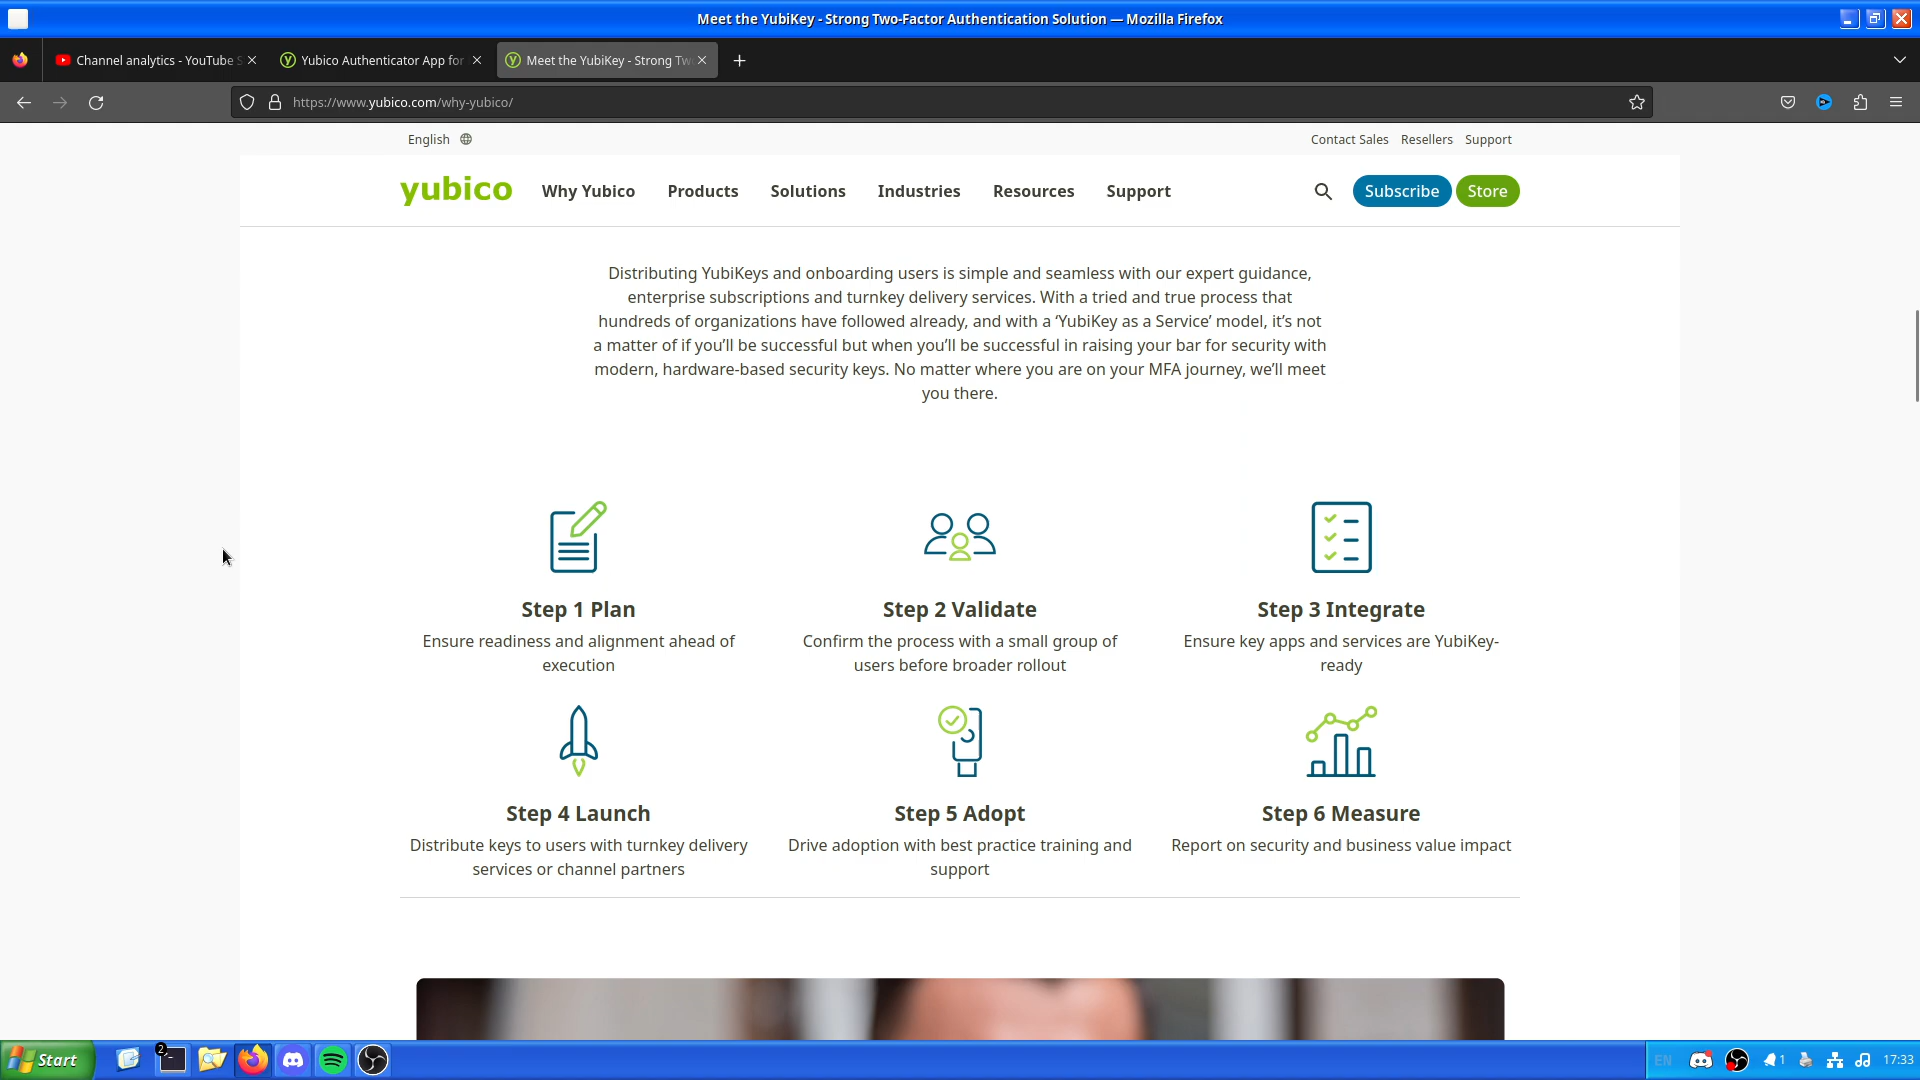 Meet the YubiKey - Strong Two-Factor Authentication Solution — Mozilla Firefox
Channel analytics - YouTube S
Yubico Authenticator App for
Meet the YubiKey - Strong Tw
https://www.yubico.com/why-yubico/
English
Contact Sales Resellers Support
yubico
Why Yubico Products Solutions Industries Resources Support
Subscribe Store
Distributing YubiKeys and onboarding users is simple and seamless with our expert guidance,
enterprise subscriptions and turnkey delivery services. With a tried and true process that
hundreds of organizations have followed already, and with a ‘YubiKey as a Service’ model, it’s not
a matter of if you’ll be successful but when you’ll be successful in raising your bar for security with
modern, hardware-based security keys. No matter where you are on your MFA journey, we’ll meet
you there.
Step 1 Plan
Ensure readiness and alignment ahead of
execution
Step 2 Validate
Confirm the process with a small group of
users before broader rollout
Step 3 Integrate
Ensure key apps and services are YubiKey-
ready
Step 4 Launch
Distribute keys to users with turnkey delivery
services or channel partners
Step 5 Adopt
Drive adoption with best practice training and
support
Step 6 Measure
Report on security and business value impact
Start
2
EN
1
17:33